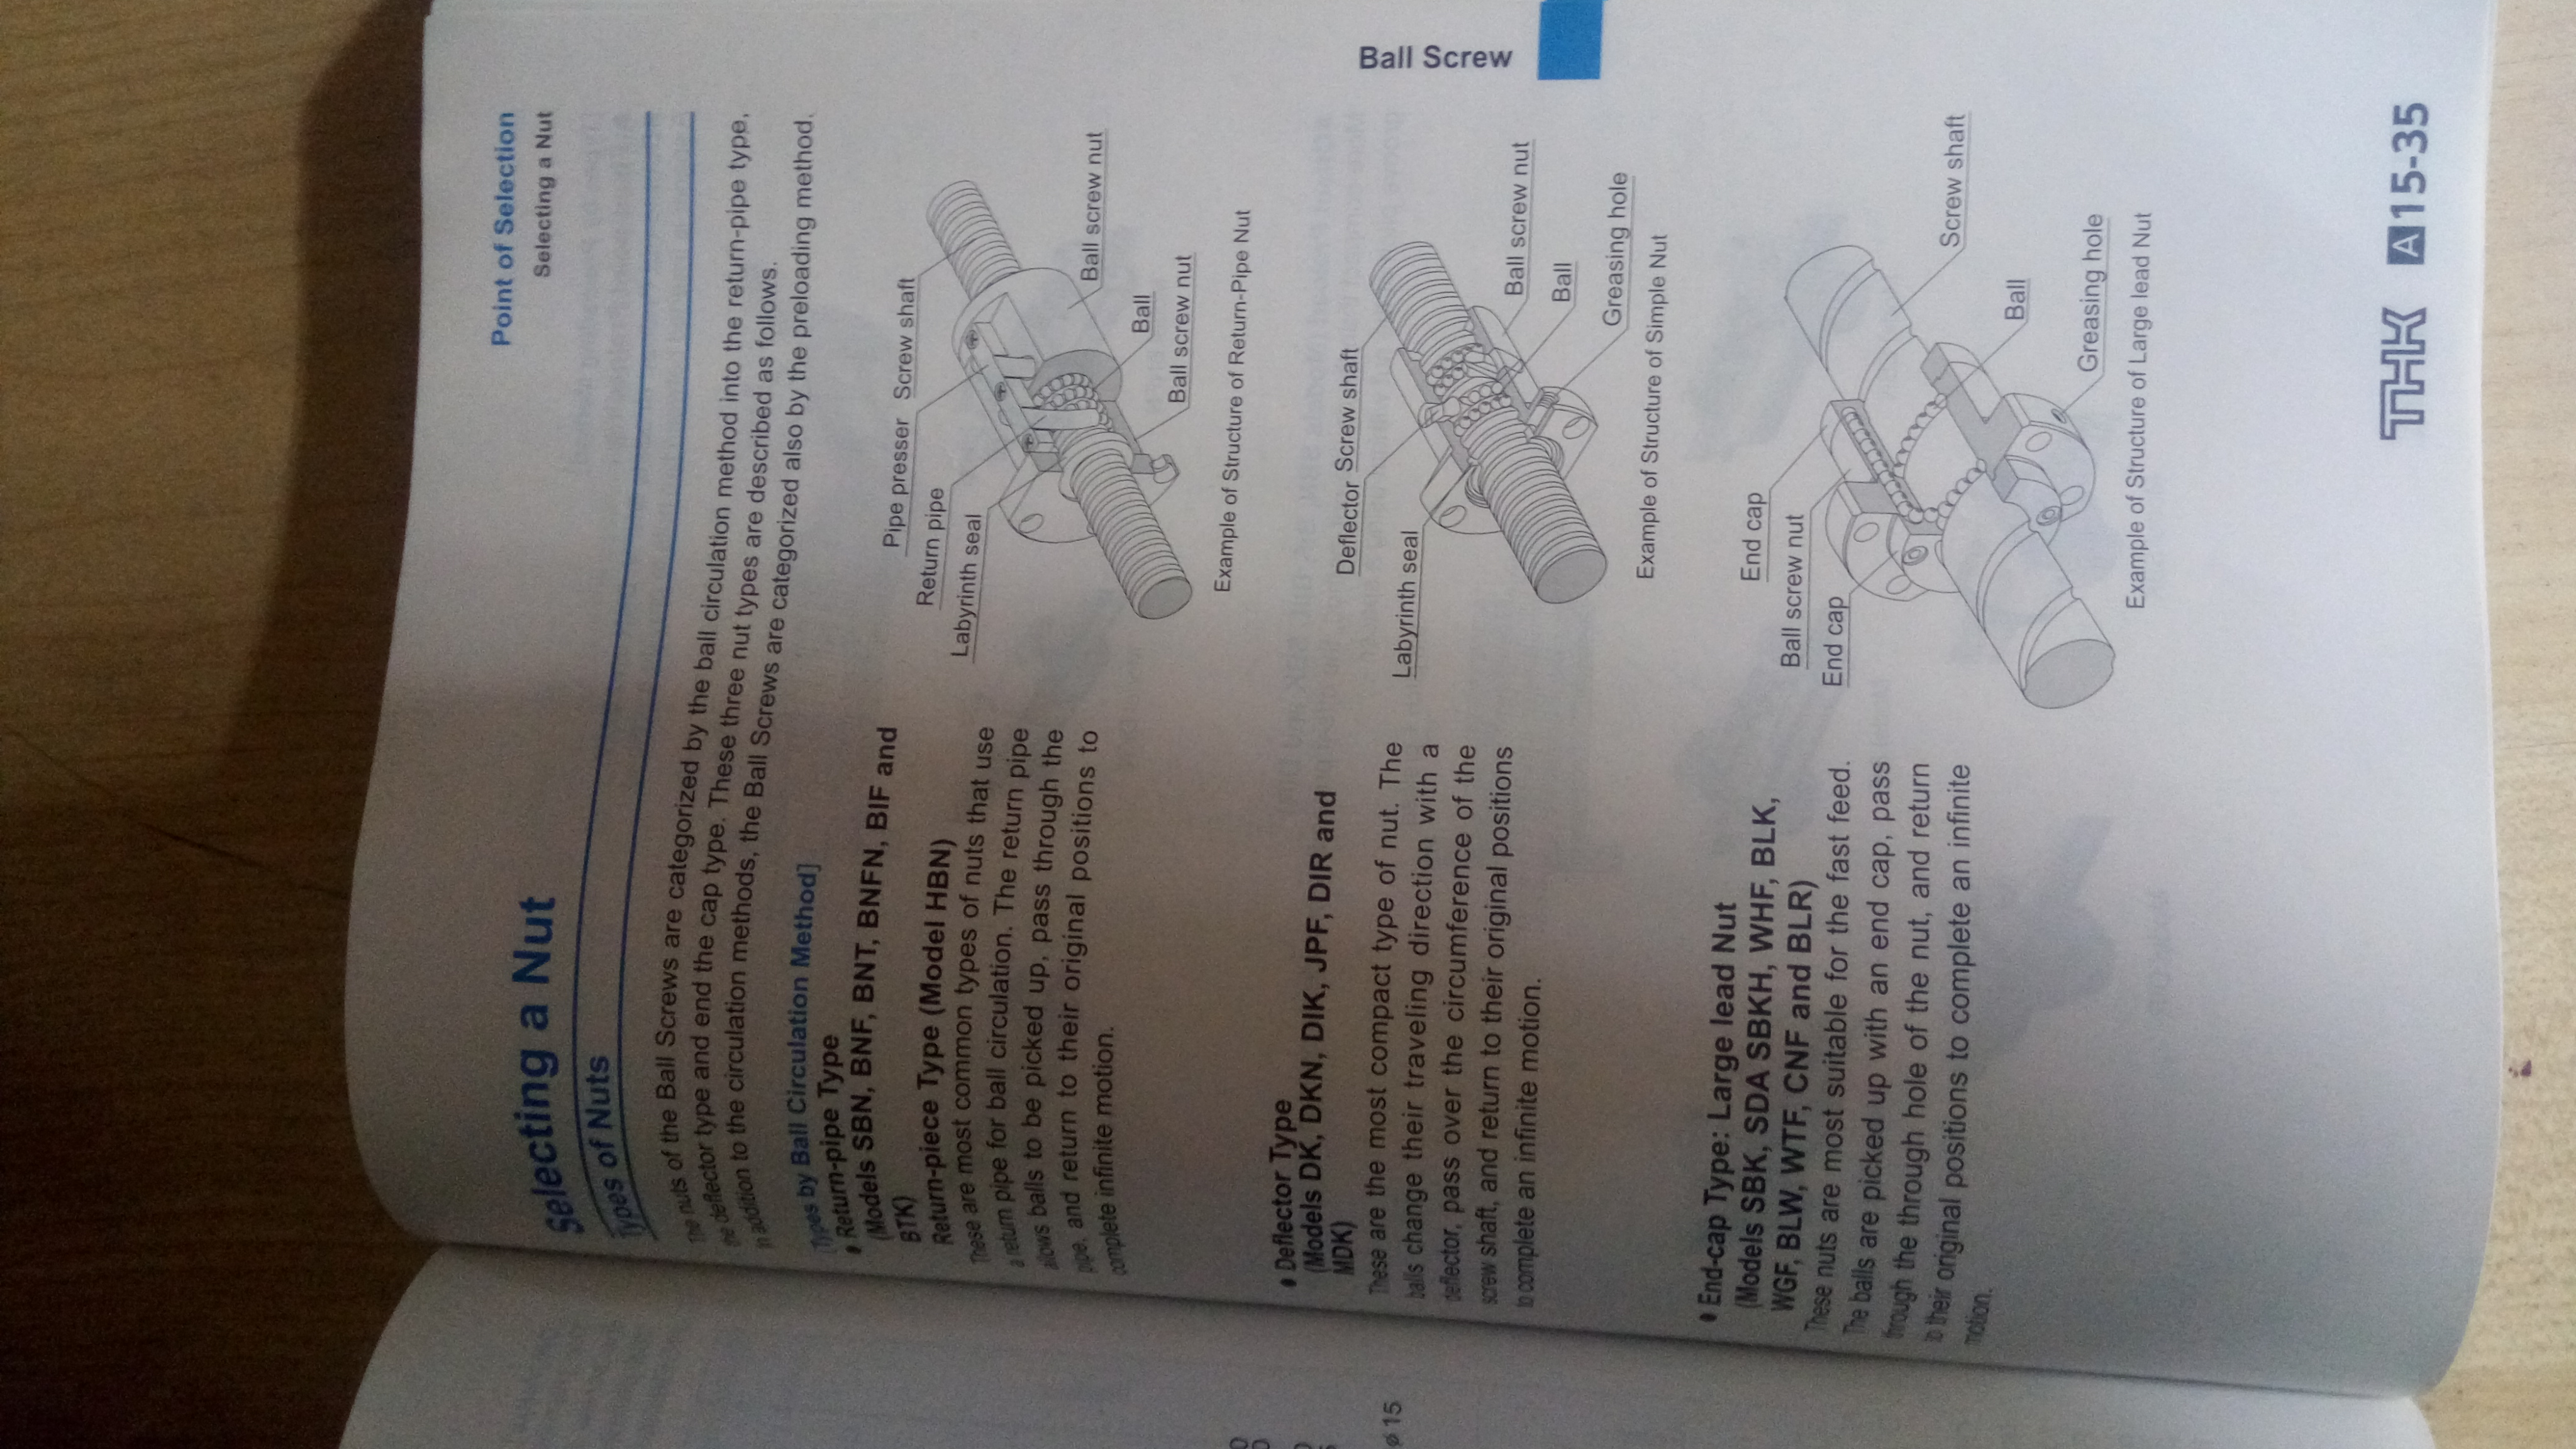 Point of Selection
Selecting a Nut
Selecting a Nut
Types of Nuts
The nuts of the Ball Screws are categorized by the ball circulation method into the return-pipe type,
the deflector type and end the cap type. These three nut types are described as follows.
In addition to the circulation methods, the Ball Screws are categorized also by the preloading method.
[Types by Ball Circulation Method]
● Return-pipe Type
(Models SBN, BNF, BNT, BNFN, BIF and
BTK)
Return-piece Type (Model HBN)
These are most common types of nuts that use
a return pipe for ball circulation. The return pipe
allows balls to be picked up, pass through the
pipe, and return to their original positions to
complete infinite motion.
Pipe presser
Screw shaft
Return pipe
Labyrinth seal
Ball screw nut
Ball
Ball screw nut
Example of Structure of Return-Pipe Nut
● Deflector Type
(Models DK, DKN, DIK, JPF, DIR and
MDK)
These are the most compact type of nut. The
balls change their traveling direction with a
deflector, pass over the circumference of the
screw shaft, and return to their original positions
to complete an infinite motion.
Deflector
Screw shaft
Labyrinth seal
Ball screw nut
Ball
Greasing hole
Example of Structure of Simple Nut
● End-cap Type: Large lead Nut
(Models SBK, SDA SBKH, WHF, BLK,
WGF, BLW, WTF, CNF and BLR)
These nuts are most suitable for the fast feed.
The balls are picked up with an end cap, pass
through the through hole of the nut, and return
to their original positions to complete an infinite
motion.
End cap
Ball screw nut
End cap
Screw shaft
Ball
Greasing hole
Example of Structure of Large lead Nut
Ball Screw
THK A15-35
φ15